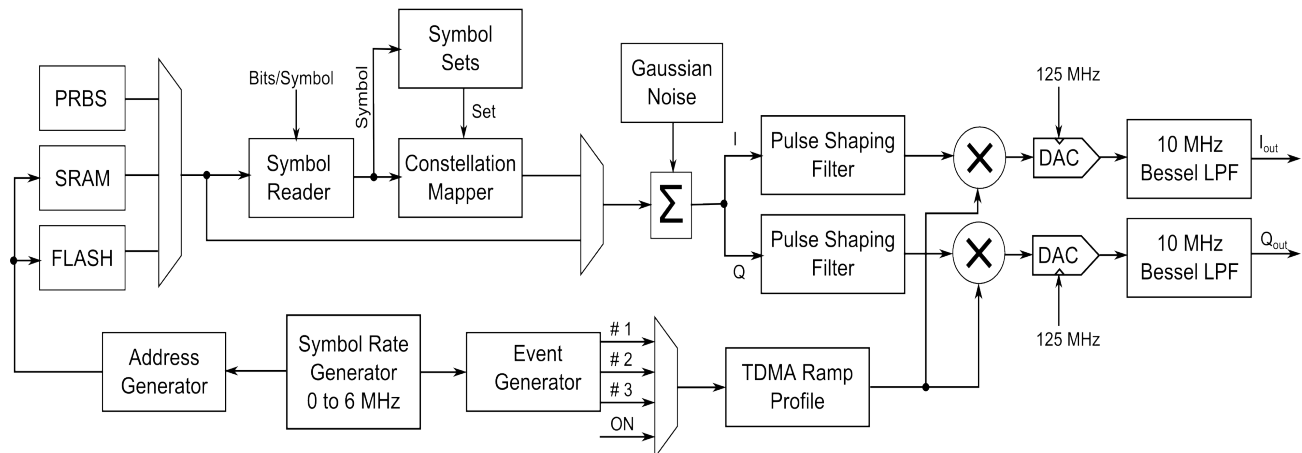 PRBS
SRAM
FLASH
Bits/Symbol
Symbol
Reader
Symbol
Symbol
Sets
Set
Constellation
Mapper
Gaussian
Noise
Σ
I
Q
Pulse Shaping
Filter
Pulse Shaping
Filter
×
×
125 MHz
DAC
DAC
125 MHz
10 MHz
Bessel LPF
10 MHz
Bessel LPF
Iout
Qout
Address
Generator
Symbol Rate
Generator
0 to 6 MHz
Event
Generator
# 1
# 2
# 3
ON
TDMA Ramp
Profile